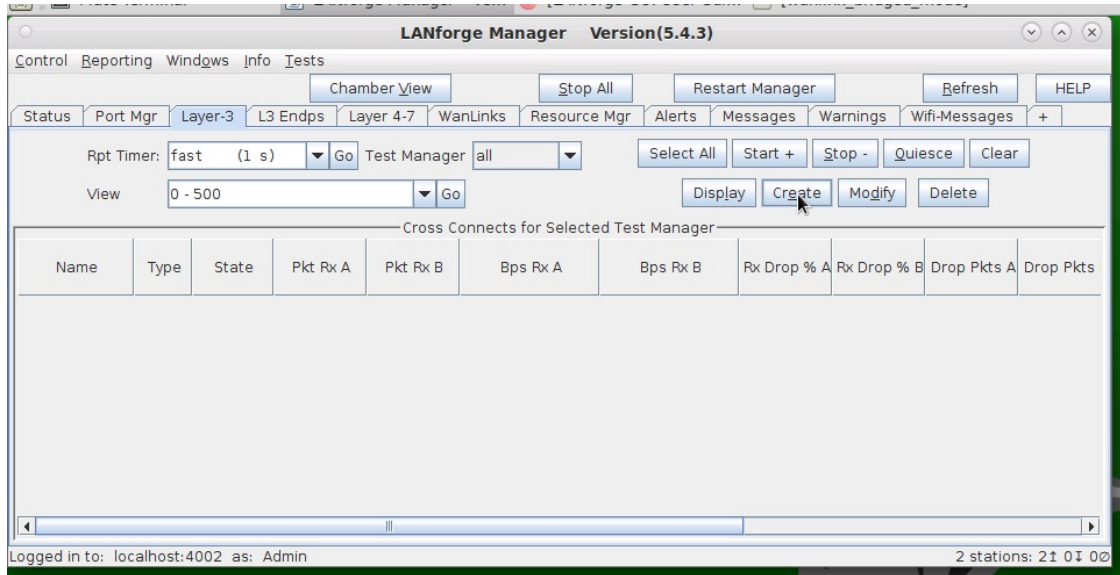 LANforge Manager Version(5.4.3)
Control Reporting Windows Info Tests
Chamber View Stop All Restart Manager Refresh HELP
Status Port Mgr Layer-3 L3 Endps Layer 4-7 WanLinks Resource Mgr Alerts Messages Warnings Wifi-Messages +
Rpt Timer: fast (1 s) Go Test Manager all Select All Start + Stop - Quiesce Clear
View 0 - 500 Go Display Create Modify Delete
Cross Connects for Selected Test Manager
Name Type State Pkt Rx A Pkt Rx B Bps Rx A Bps Rx B Rx Drop % A Rx Drop % B Drop Pkts A Drop Pkts
Logged in to: localhost:4002 as: Admin 2 stations: 2↥ 0↧ 0∅